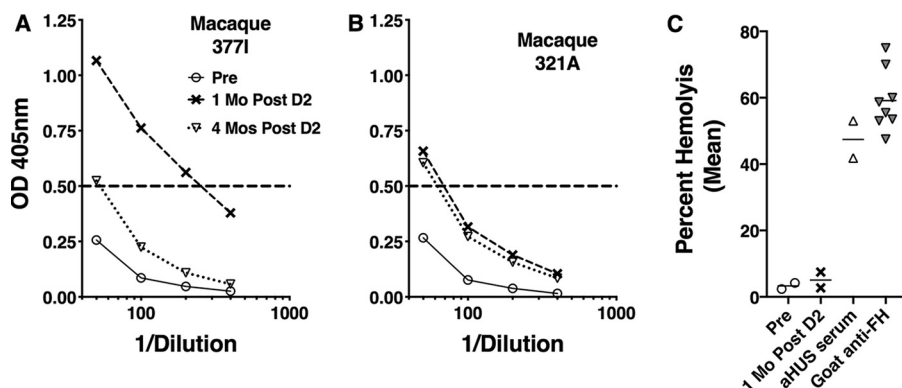 A
Macaque
377I
Pre
1 Mo Post D2
4 Mos Post D2
OD 405nm
1.25
1.00
0.75
0.50
0.25
0.00
100
1000
1/Dilution
B
Macaque
321A
1.25
1.00
0.75
0.50
0.25
0.00
100
1000
1/Dilution
C
Percent Hemolyis
(Mean)
80
60
40
20
0
Pre
1 Mo Post D2
aHUS serum
Goat anti-FH